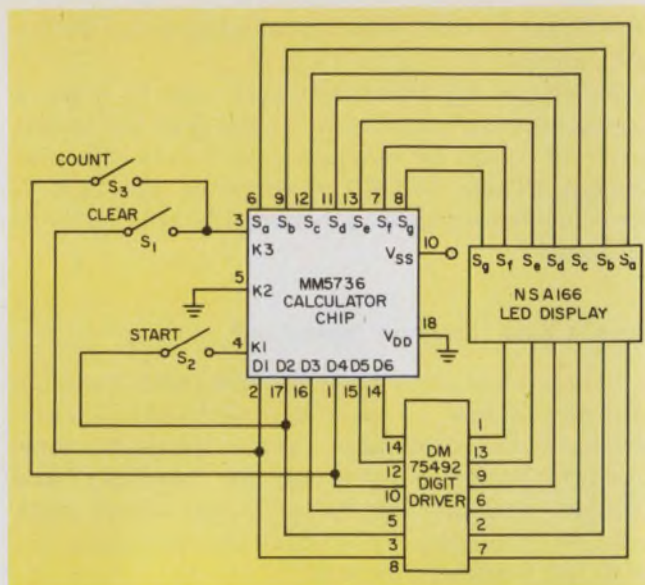 COUNT
S3
CLEAR
S1
START
S2
6 9 12 11 13 7 8
Sa Sb Sc Sd Se Sf Sg
3
K3
VSS
10
5
K2
MM5736
CALCULATOR
CHIP
VDD
18
4
K1
D1 D2 D3 D4 D5 D6
2 17 16 1 15 14
Sg Sf Se Sd Sc Sb Sa
NSA166
LED DISPLAY
14
12
10
5
3
8
DM
75492
DIGIT
DRIVER
1
13
9
6
2
7